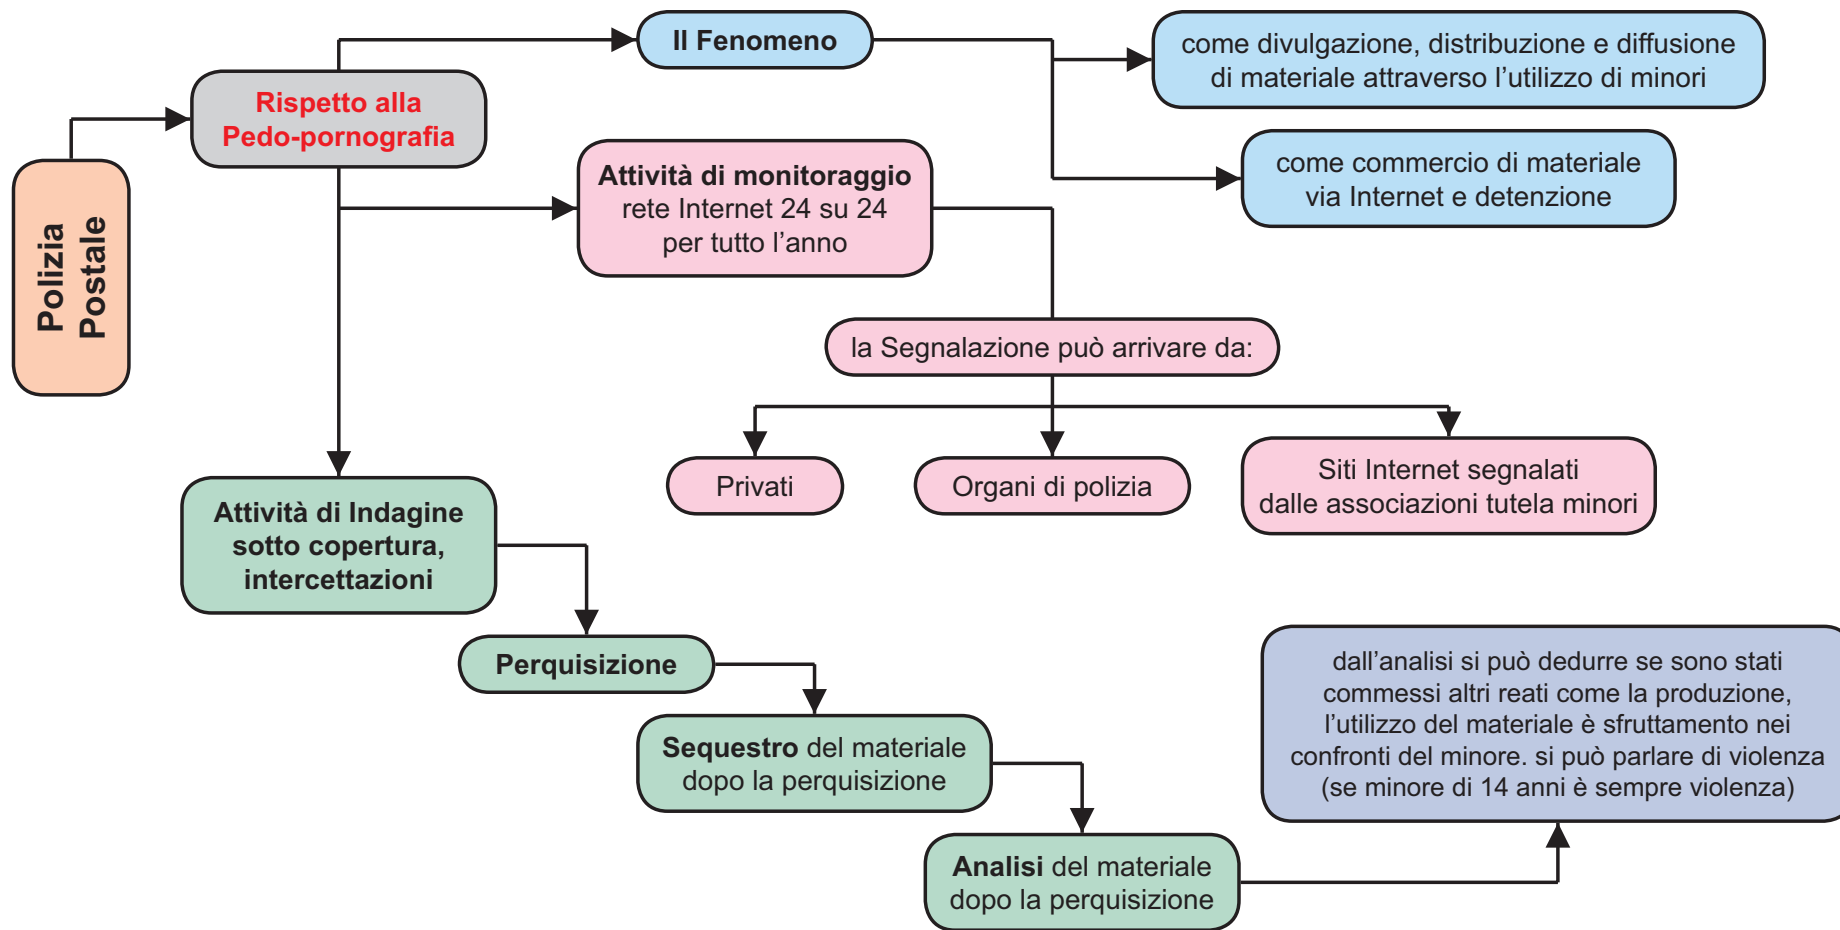 Polizia
Postale
Rispetto alla
Pedo-pornografia
Il Fenomeno
come divulgazione, distribuzione e diffusione
di materiale attraverso l’utilizzo di minori
come commercio di materiale
via Internet e detenzione
Attività di monitoraggio
rete Internet 24 su 24
per tutto l’anno
la Segnalazione può arrivare da:
Privati
Organi di polizia
Siti Internet segnalati
dalle associazioni tutela minori
Attività di Indagine
sotto copertura,
intercettazioni
Perquisizione
Sequestro del materiale
dopo la perquisizione
Analisi del materiale
dopo la perquisizione
dall’analisi si può dedurre se sono stati
commessi altri reati come la produzione,
l’utilizzo del materiale è sfruttamento nei
confronti del minore. si può parlare di violenza
(se minore di 14 anni è sempre violenza)